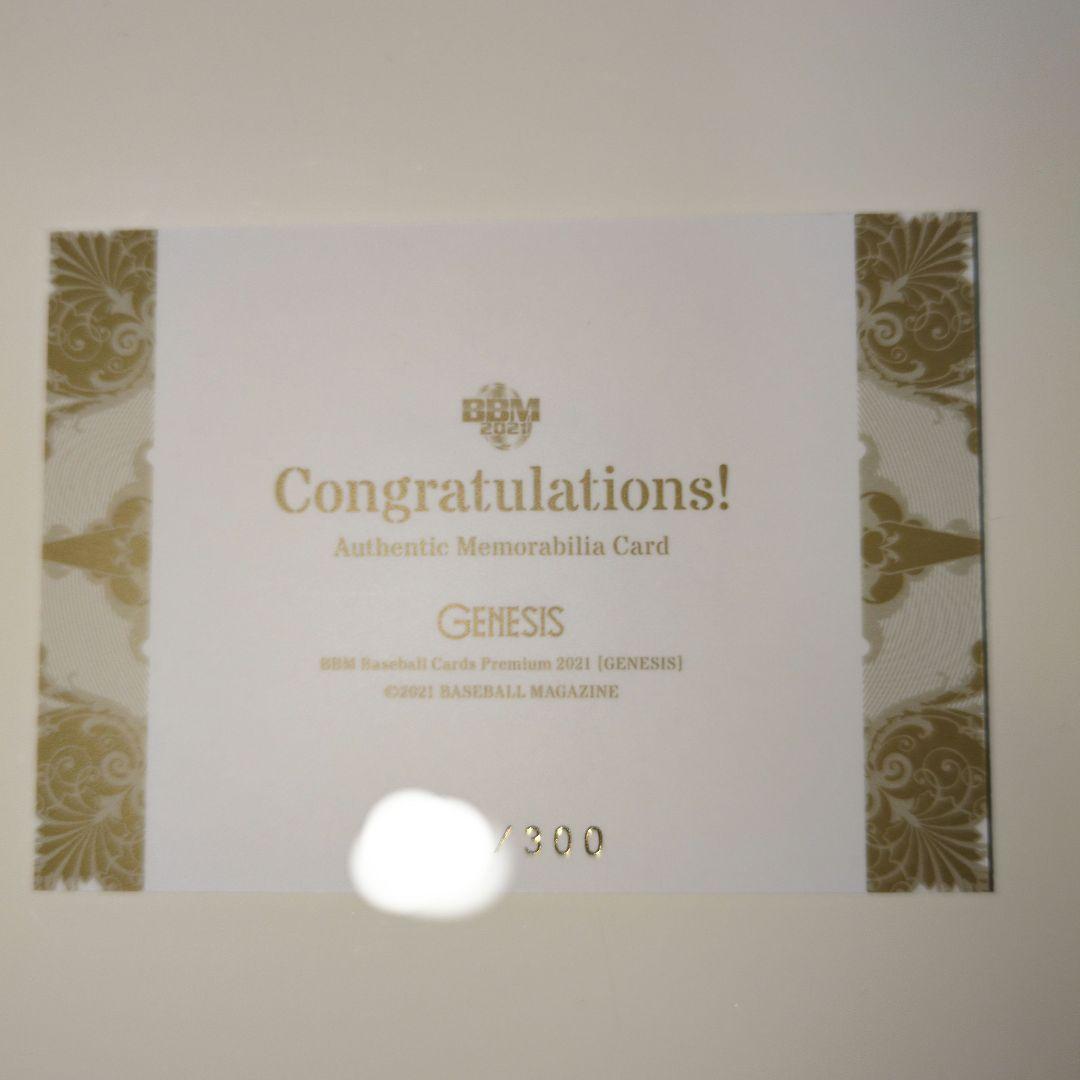 BBM
2021
Congratulations!
Authentic Memorabilia Card
GENESIS
BBM Baseball Cards Premium 2021 [GENESIS]
©2021 BASEBALL MAGAZINE
/300